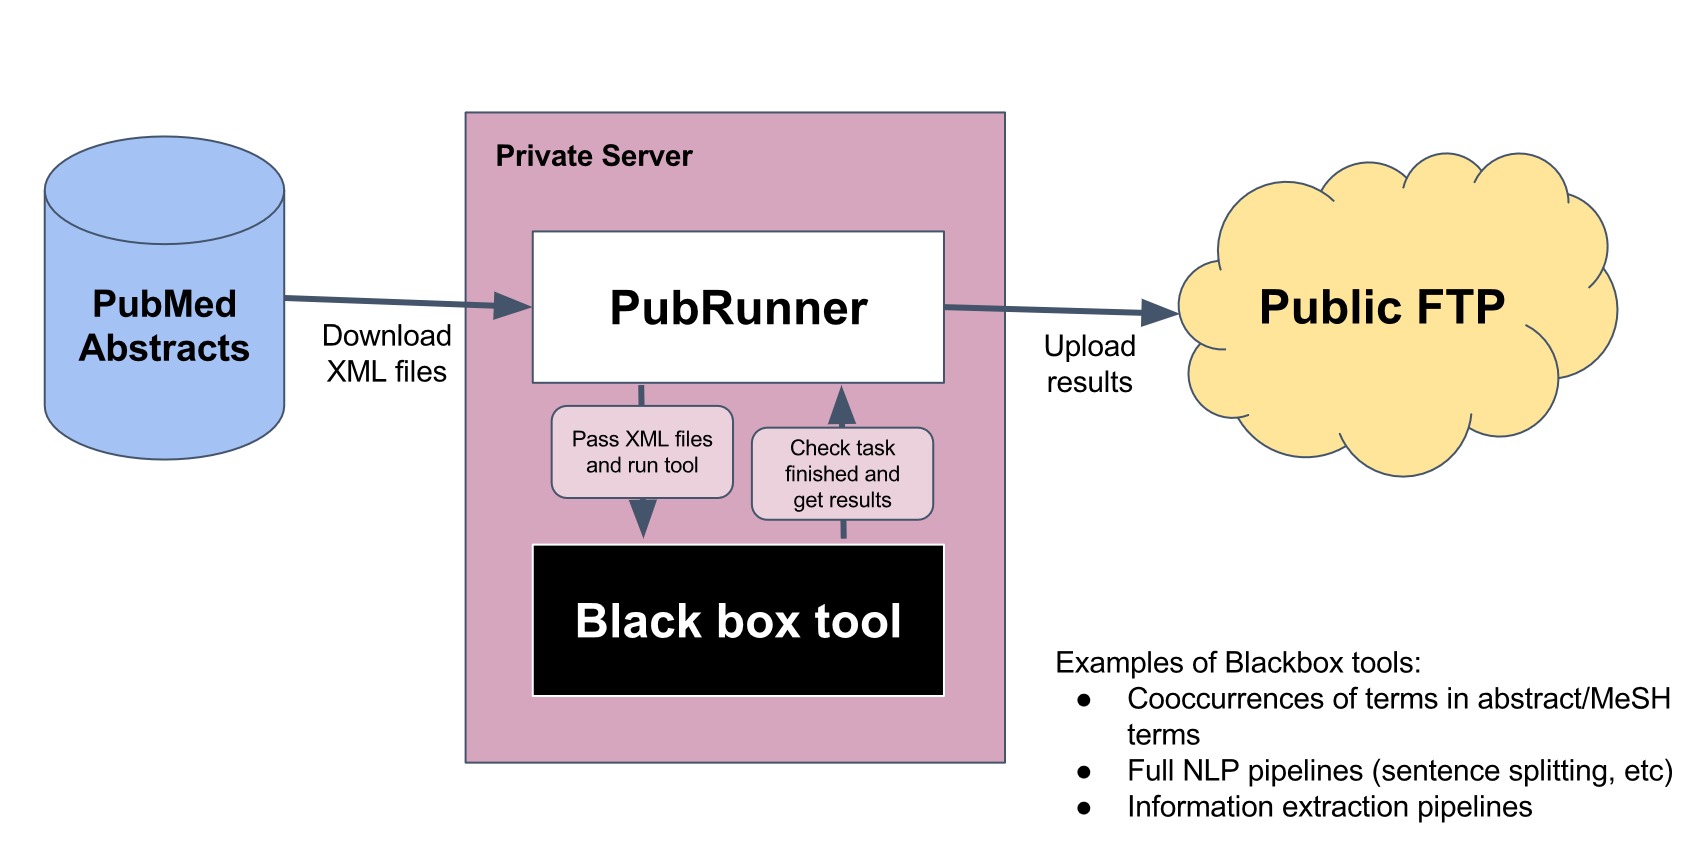 Private Server
PubMed
Abstracts
Download
XML files
PubRunner
Upload
results
Public FTP
Pass XML files
and run tool
Check task
finished and
get results
Black box tool
Examples of Blackbox tools:
● Cooccurrences of terms in abstract/MeSH
terms
● Full NLP pipelines (sentence splitting, etc)
● Information extraction pipelines